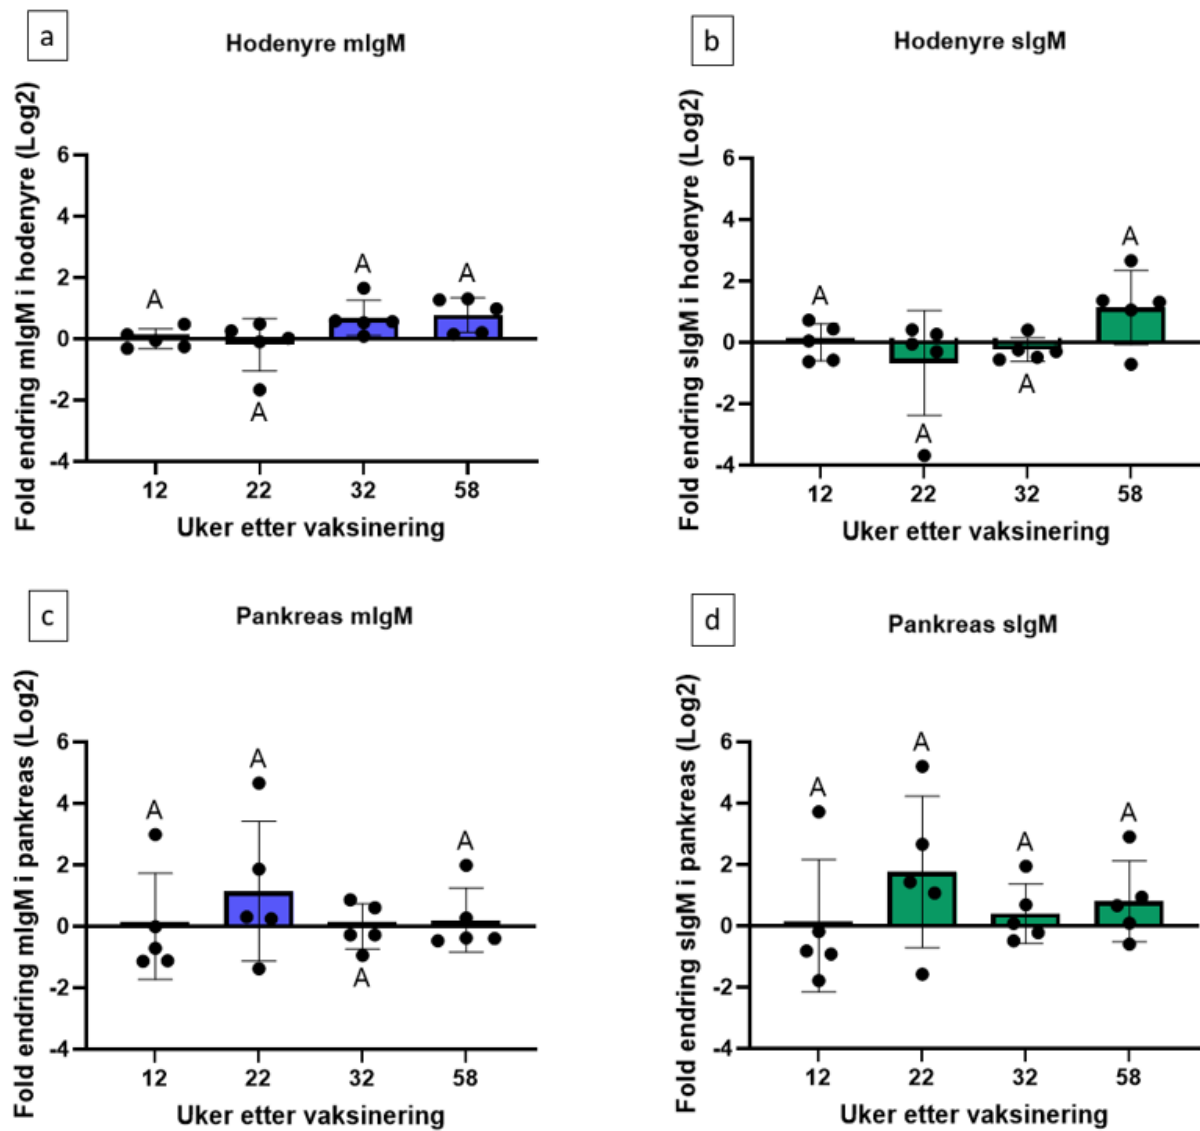 a
Hodenyre mIgM
Fold endring mIgM i hodenyre (Log2)
6
4
2
0
-2
-4
A
A
A
A
12 22 32 58
Uker etter vaksinering
b
Hodenyre sIgM
Fold endring sIgM i hodenyre (Log2)
6
4
2
0
-2
-4
A
A
A
A
12 22 32 58
Uker etter vaksinering
c
Pankreas mIgM
Fold endring mIgM i pankreas (Log2)
6
4
2
0
-2
-4
A
A
A
A
12 22 32 58
Uker etter vaksinering
d
Pankreas sIgM
Fold endring sIgM i pankreas (Log2)
6
4
2
0
-2
-4
A
A
A
A
12 22 32 58
Uker etter vaksinering